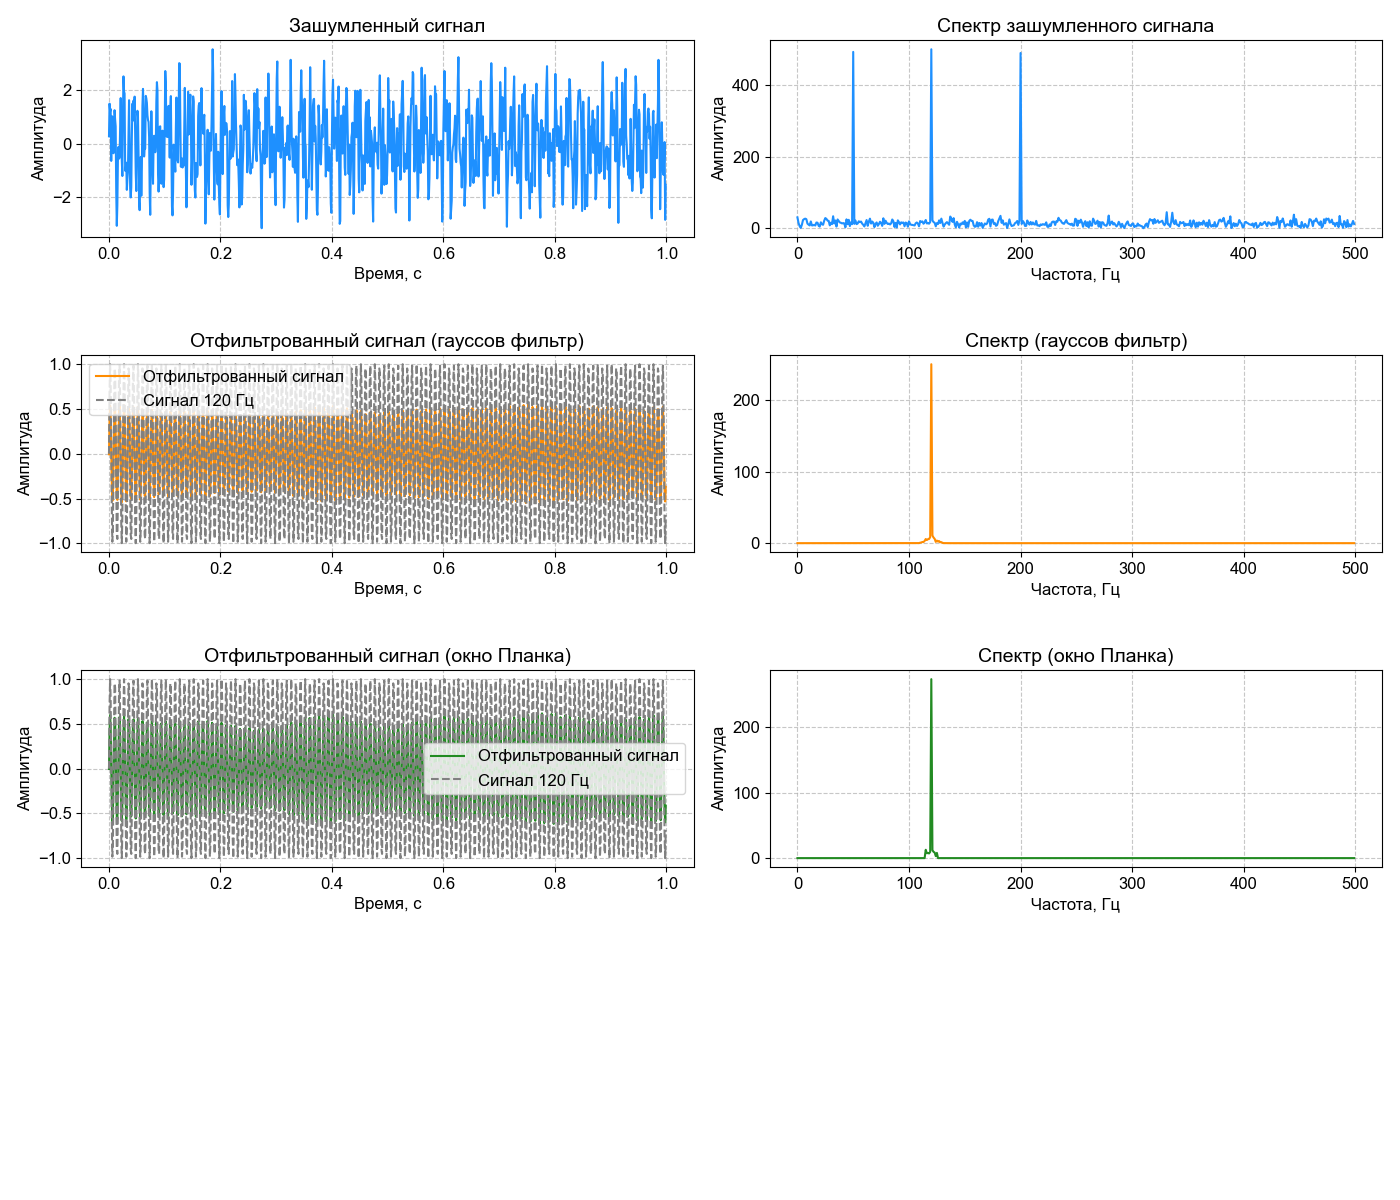 Зашумленный сигнал
Амплитуда
2
0
−2
0.0 0.2 0.4 0.6 0.8 1.0
Время, с
Спектр зашумленного сигнала
Амплитуда
400
200
0
0 100 200 300 400 500
Частота, Гц
Отфильтрованный сигнал (гауссов фильтр)
Амплитуда
1.0
0.5
0.0
−0.5
−1.0
Отфильтрованный сигнал
Сигнал 120 Гц
0.0 0.2 0.4 0.6 0.8 1.0
Время, с
Спектр (гауссов фильтр)
Амплитуда
200
100
0
0 100 200 300 400 500
Частота, Гц
Отфильтрованный сигнал (окно Планка)
Амплитуда
1.0
0.5
0.0
−0.5
−1.0
Отфильтрованный сигнал
Сигнал 120 Гц
0.0 0.2 0.4 0.6 0.8 1.0
Время, с
Спектр (окно Планка)
Амплитуда
200
100
0
0 100 200 300 400 500
Частота, Гц